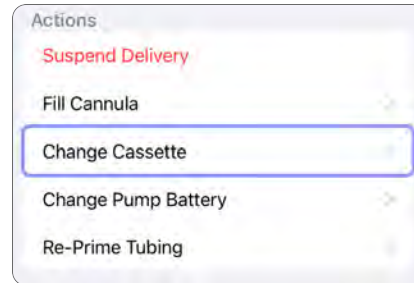 Actions
Suspend Delivery
Fill Cannula
Change Cassette
Change Pump Battery
Re-Prime Tubing